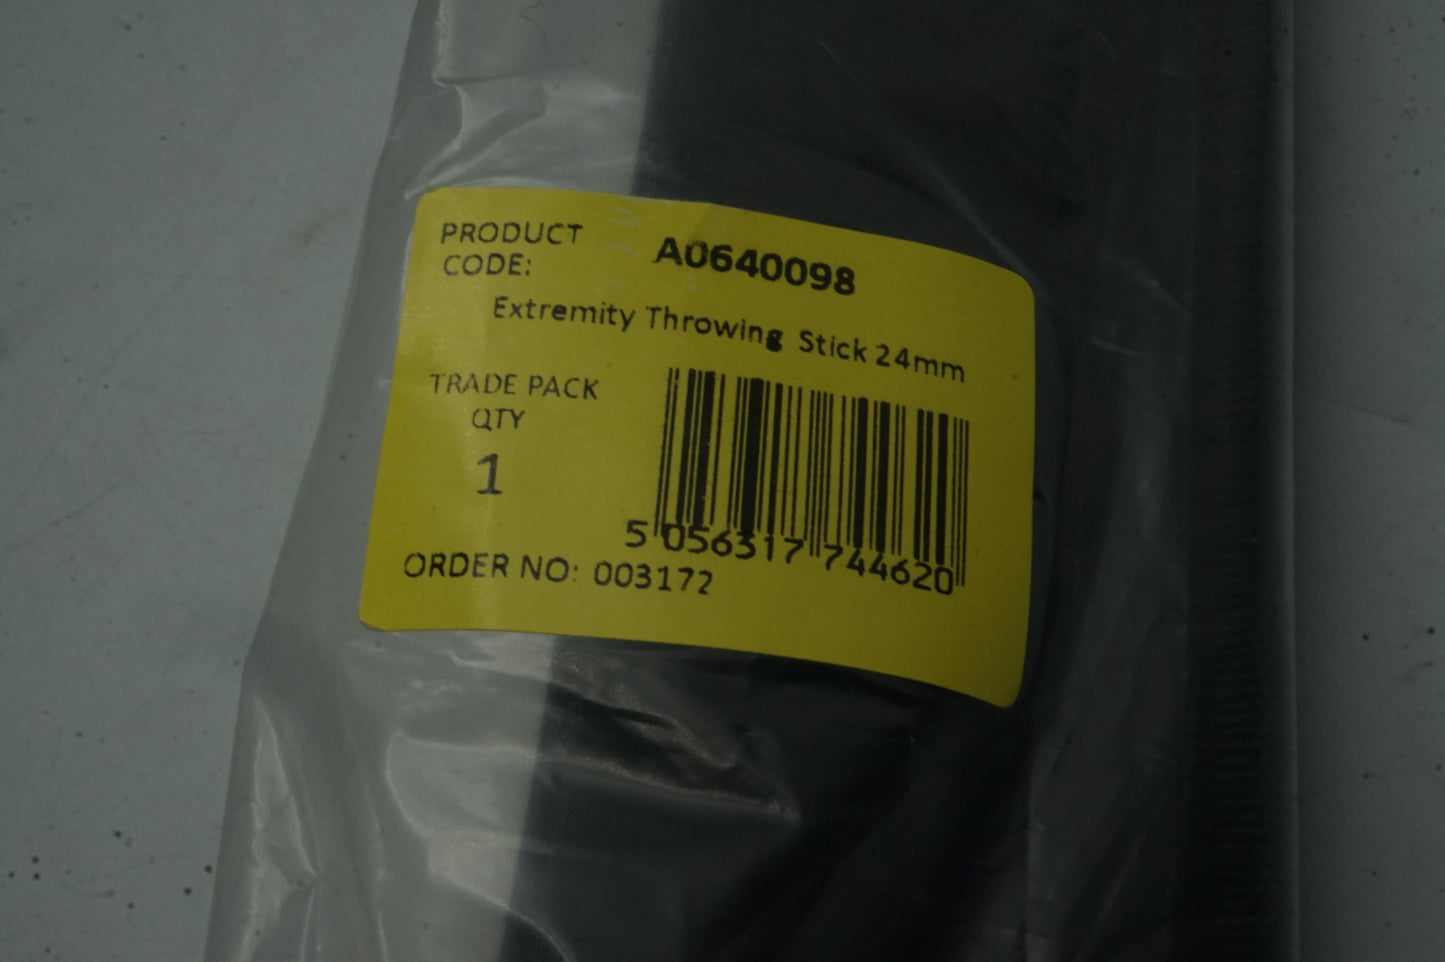 PRODUCT
CODE:
A0640098
Extremity Throwing Stick 24mm
TRADE PACK
QTY
1
5 056317 744620
ORDER NO: 003172